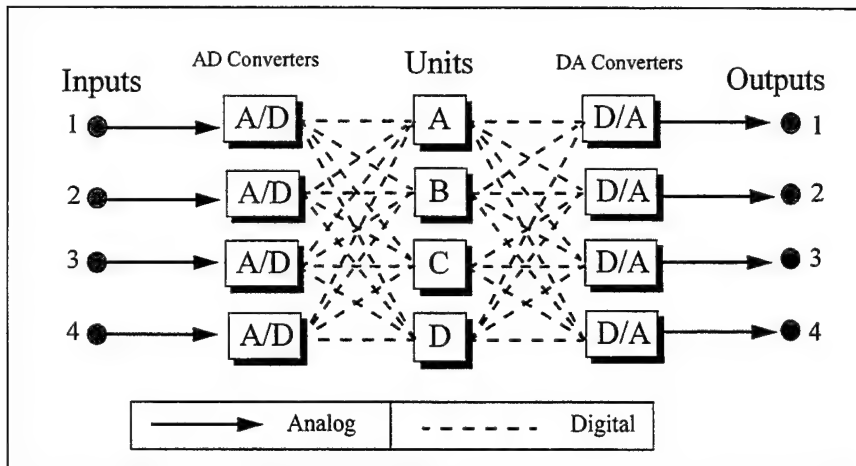 AD Converters Units DA Converters
Inputs Outputs
1 A/D A D/A 1
2 A/D B D/A 2
3 A/D C D/A 3
4 A/D D D/A 4
Analog Digital